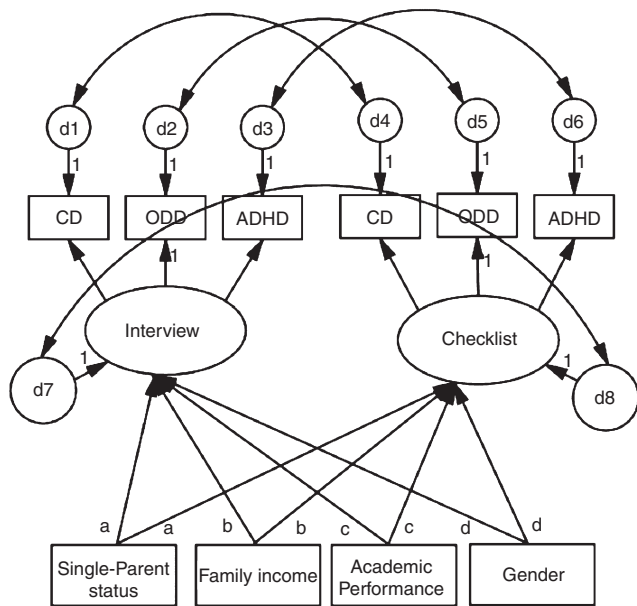 d1 d2 d3 d4 d5 d6
1 1 1 1 1 1
CD ODD ADHD CD ODD ADHD
1 1
Interview Checklist
1 1
d7 d8
a a b b c c d d
Single-Parent
status
Family income
Academic
Performance
Gender